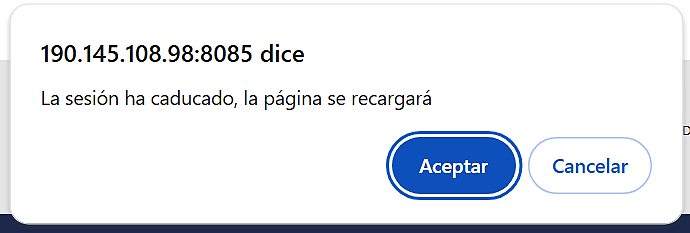 190.145.108.98:8085 dice
La sesión ha caducado, la página se recargará
Aceptar
Cancelar
D